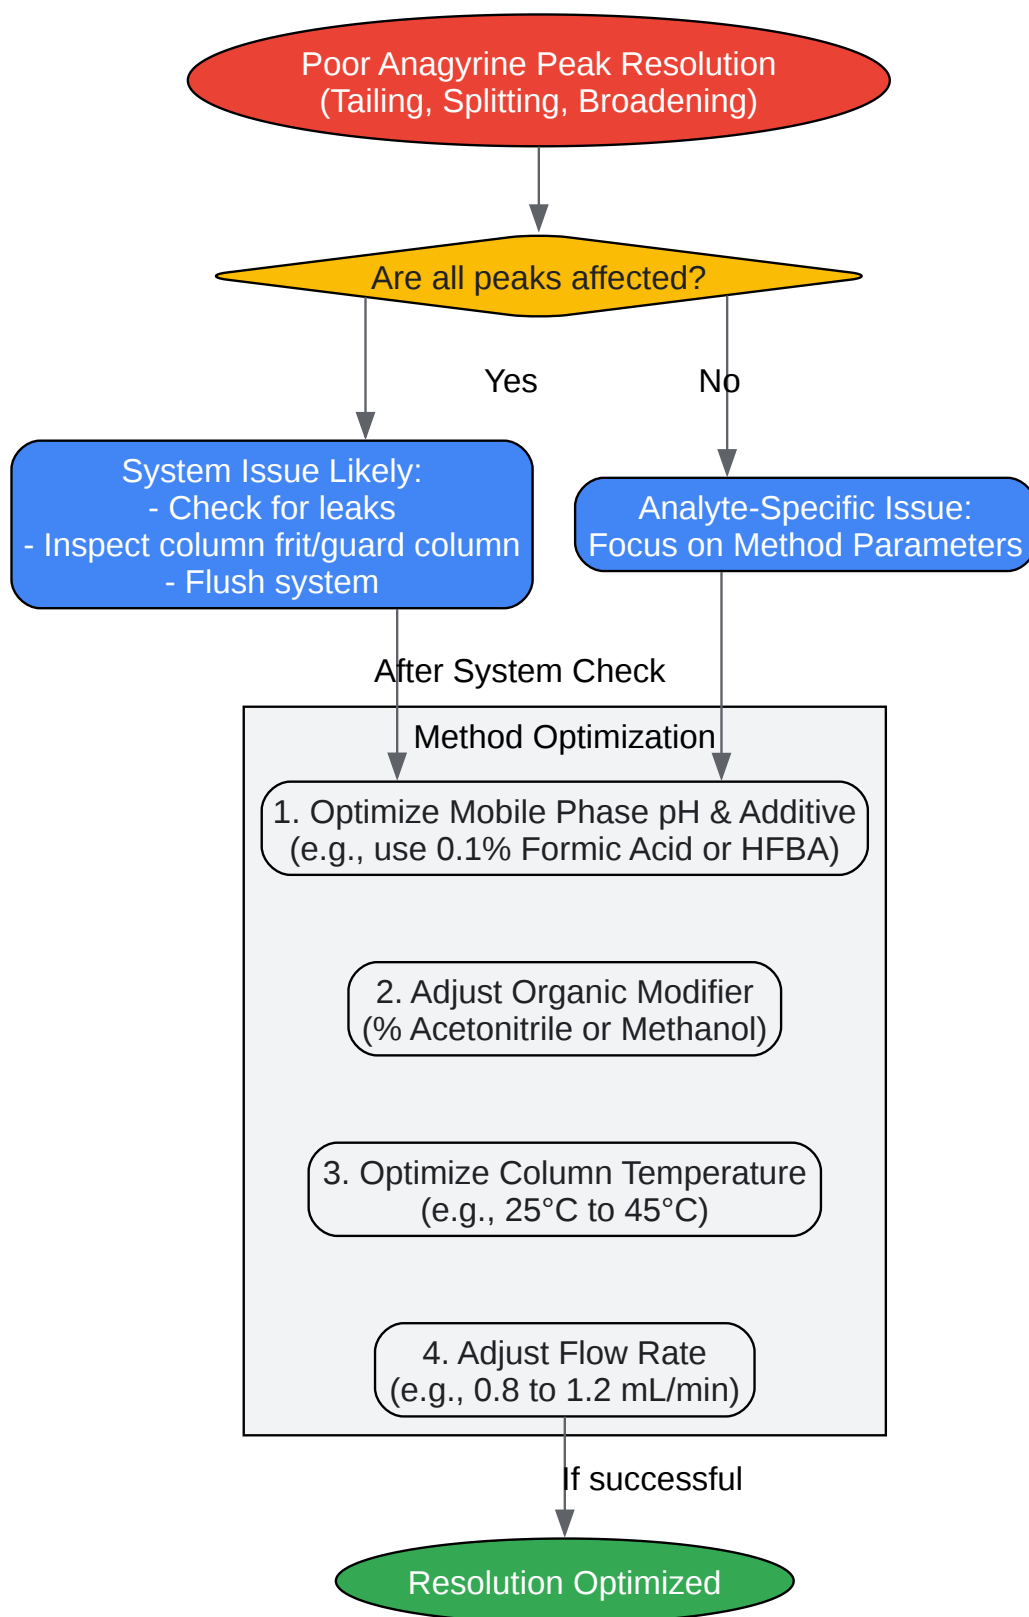 Poor Anagyrine Peak Resolution
(Tailing, Splitting, Broadening)
Are all peaks affected?
Yes
No
System Issue Likely:
- Check for leaks
- Inspect column frit/guard column
- Flush system
Analyte-Specific Issue:
Focus on Method Parameters
After System Check
Method Optimization
1. Optimize Mobile Phase pH & Additive
(e.g., use 0.1% Formic Acid or HFBA)
2. Adjust Organic Modifier
(% Acetonitrile or Methanol)
3. Optimize Column Temperature
(e.g., 25°C to 45°C)
4. Adjust Flow Rate
(e.g., 0.8 to 1.2 mL/min)
If successful
Resolution Optimized